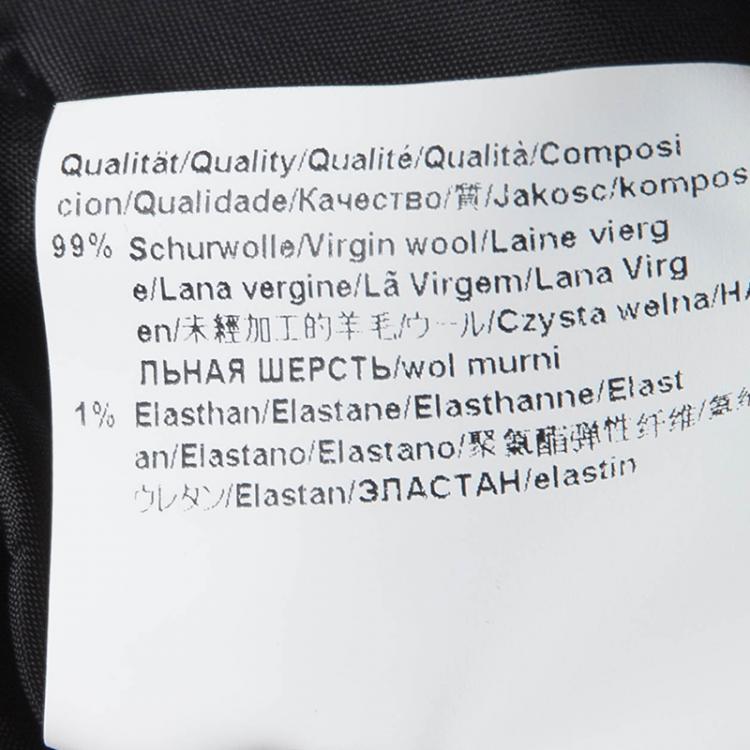 Qualität/Quality/Qualité/Qualità/Composi
cion/Qualidade/Качество/質/Jakosc/kompos
99% Schurwolle/Virgin wool/Laine vierg
e/Lana vergine/Lã Virgem/Lana Virg
en/未經加工的羊毛/ウール/Czysta welna/НА
ЛЬНАЯ ШЕРСТЬ/wol murni
1% Elasthan/Elastane/Elasthanne/Elast
an/Elastano/Elastano/聚氨酯弹性纤维/氨纶
ウレタン/Elastan/ЭЛАСТАН/elastin